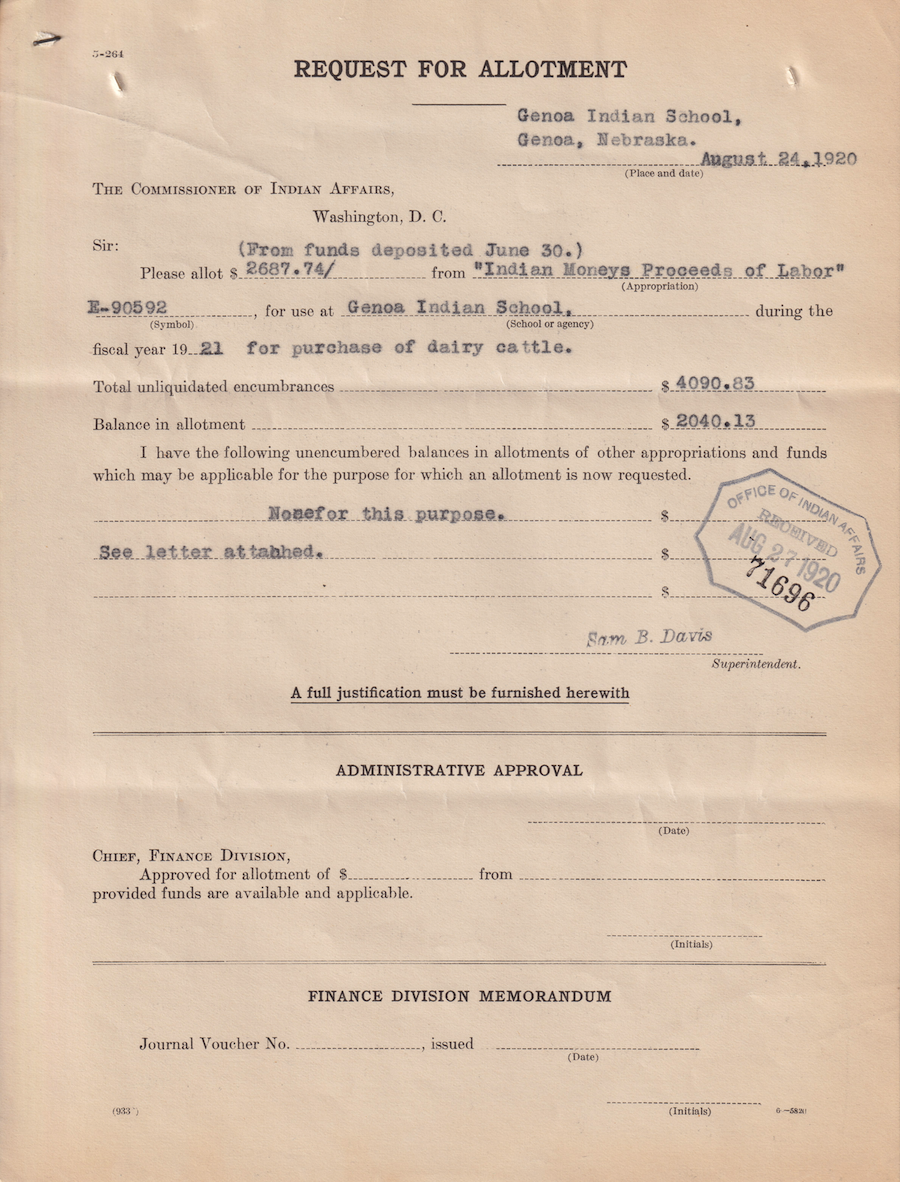 5-264
REQUEST FOR ALLOTMENT
Genoa Indian School,
Genoa, Nebraska.
August 24, 1920
(Place and date)
THE COMMISSIONER OF INDIAN AFFAIRS,
Washington, D. C.
Sir:
(From funds deposited June 30.)
Please allot $ 2687.74/ from "Indian Moneys Proceeds of Labor"
(Appropriation)
E-90592, for use at Genoa Indian School, during the
(Symbol) (School or agency)
fiscal year 1921 for purchase of dairy cattle.
Total unliquidated encumbrances $ 4090.83
Balance in allotment $ 2040.13
I have the following unencumbered balances in allotments of other appropriations and funds
which may be applicable for the purpose for which an allotment is now requested.
Nonefor this purpose. $
See letter attahhed. $
$
OFFICE OF INDIAN AFFAIRS
RECEIVED
AUG 27 1920
71696
Sam B. Davis
Superintendent.
A full justification must be furnished herewith
ADMINISTRATIVE APPROVAL
(Date)
CHIEF, FINANCE DIVISION,
Approved for allotment of $ from
provided funds are available and applicable.
(Initials)
FINANCE DIVISION MEMORANDUM
Journal Voucher No. , issued
(Date)
(Initials)